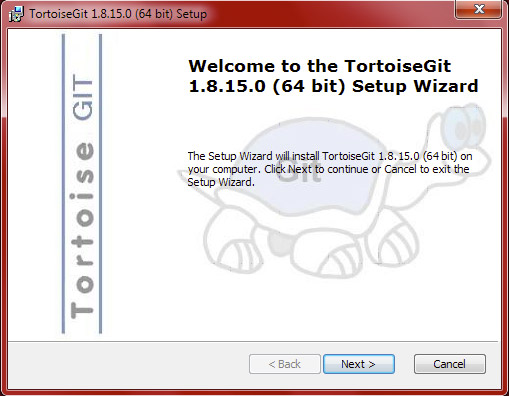 TortoiseGit 1.8.15.0 (64 bit) Setup
Tortoise GIT
Welcome to the TortoiseGit
1.8.15.0 (64 bit) Setup Wizard
Git
The Setup Wizard will install TortoiseGit 1.8.15.0 (64 bit) on
your computer. Click Next to continue or Cancel to exit the
Setup Wizard.
< Back
Next >
Cancel